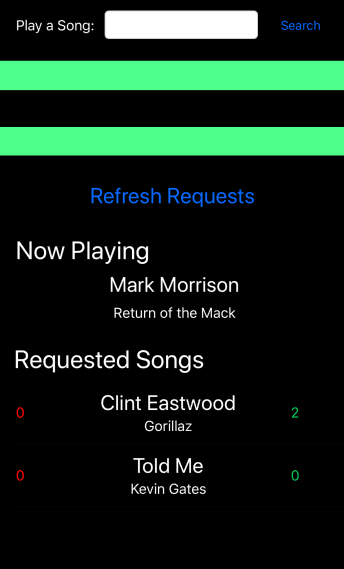 Play a Song: Search
Refresh Requests
Now Playing
Mark Morrison
Return of the Mack
Requested Songs
0 Clint Eastwood 2
Gorillaz
0 Told Me 0
Kevin Gates